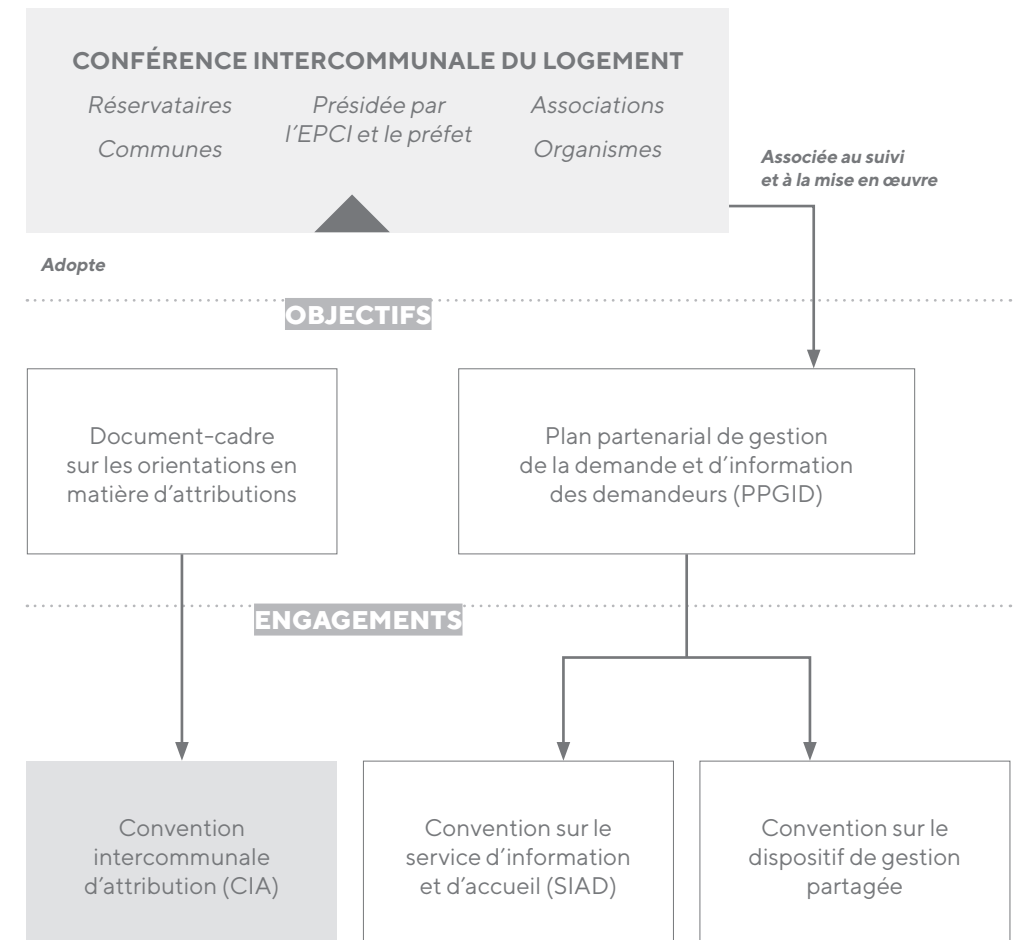 CONFÉRENCE INTERCOMMUNALE DU LOGEMENT
Réservataires
Communes
Présidée par
l’EPCI et le préfet
Associations
Organismes
Associée au suivi
et à la mise en œuvre
Adopte
OBJECTIFS
Document-cadre
sur les orientations en
matière d’attributions
Plan partenarial de gestion
de la demande et d’information
des demandeurs (PPGID)
ENGAGEMENTS
Convention
intercommunale
d’attribution (CIA)
Convention sur le
service d’information
et d’accueil (SIAD)
Convention sur le
dispositif de gestion
partagée